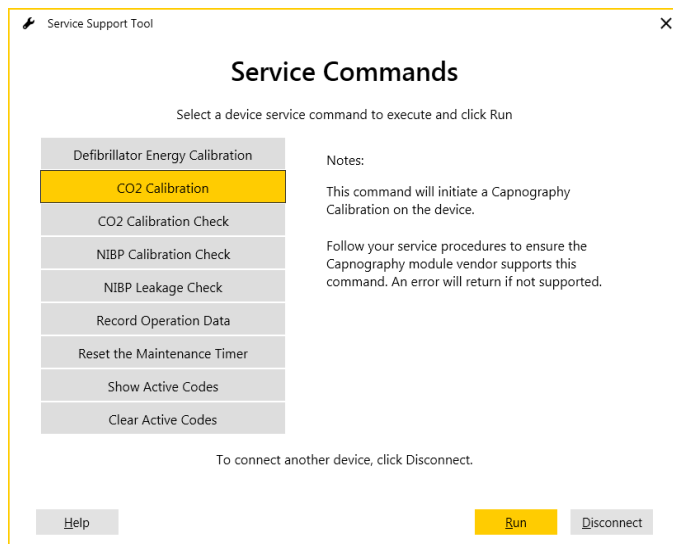 Service Support Tool
Service Commands
Select a device service command to execute and click Run
Defibrillator Energy Calibration
CO2 Calibration
CO2 Calibration Check
NIBP Calibration Check
NIBP Leakage Check
Record Operation Data
Reset the Maintenance Timer
Show Active Codes
Clear Active Codes
Notes:
This command will initiate a Capnography
Calibration on the device.
Follow your service procedures to ensure the
Capnography module vendor supports this
command. An error will return if not supported.
To connect another device, click Disconnect.
Help
Run
Disconnect